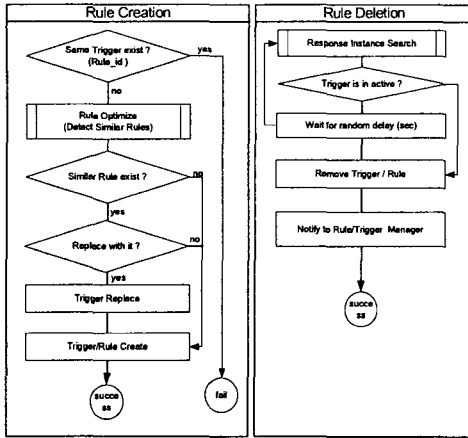 Rule Creation
Same Trigger exist ?
(Rule_id )
yes
no
Rule Optimize
(Detect Similar Rules)
Similar Rule exist ?
no
yes
Replace with it ?
no
yes
Trigger Replace
Trigger/Rule Create
succe
ss
fail
Rule Deletion
Response Instance Search
Trigger is in active ?
Wait for random delay (sec)
Remove Trigger / Rule
Notify to Rule/Trigger Manager
succe
ss